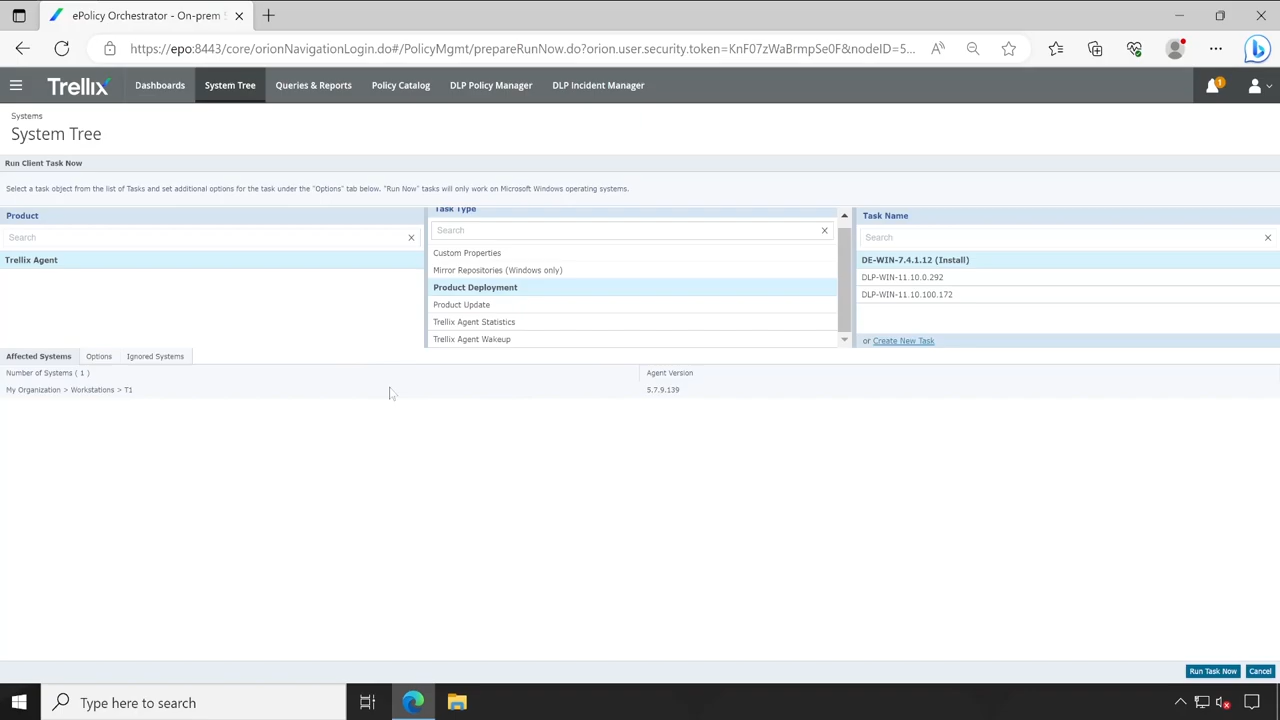 ePolicy Orchestrator - On-prem
https://epo:8443/core/orionNavigationLogin.do#/PolicyMgmt/prepareRunNow.do?orion.user.security.token=KnF07zWaBrmpSe0F&nodeID=5...
Trellix
Dashboards
System Tree
Queries & Reports
Policy Catalog
DLP Policy Manager
DLP Incident Manager
1
Systems
System Tree
Run Client Task Now
Select a task object from the list of Tasks and set additional options for the task under the "Options" tab below. "Run Now" tasks will only work on Microsoft Windows operating systems.
Product
Search
Trellix Agent
Task Type
Search
Custom Properties
Mirror Repositories (Windows only)
Product Deployment
Product Update
Trellix Agent Statistics
Trellix Agent Wakeup
Task Name
Search
DE-WIN-7.4.1.12 (Install)
DLP-WIN-11.10.0.292
DLP-WIN-11.10.100.172
or Create New Task
Affected Systems
Options
Ignored Systems
Number of Systems ( 1 )
Agent Version
My Organization > Workstations > T1
5.7.9.139
Run Task Now
Cancel
Type here to search